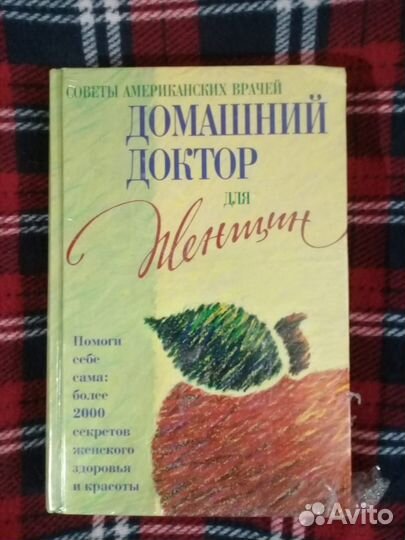 СОВЕТЫ АМЕРИКАНСКИХ ВРАЧЕЙ
ДОМАШНИЙ
ДОКТОР
ДЛЯ
Женщин
Помоги
себе
сама:
более
2000
секретов
женского
здоровья
и красоты
Avito